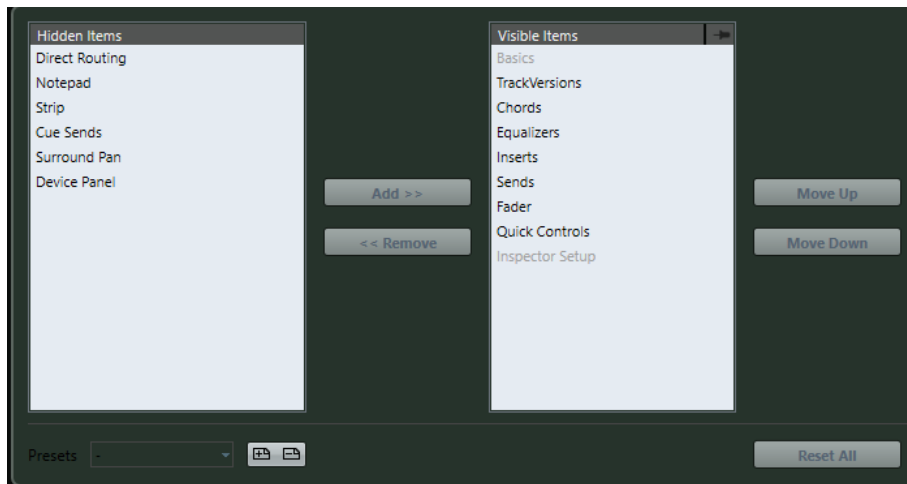 Hidden Items
Direct Routing
Notepad
Strip
Cue Sends
Surround Pan
Device Panel
Add >>
<< Remove
Visible Items
Basics
TrackVersions
Chords
Equalizers
Inserts
Sends
Fader
Quick Controls
Inspector Setup
Move Up
Move Down
Presets -
Reset All